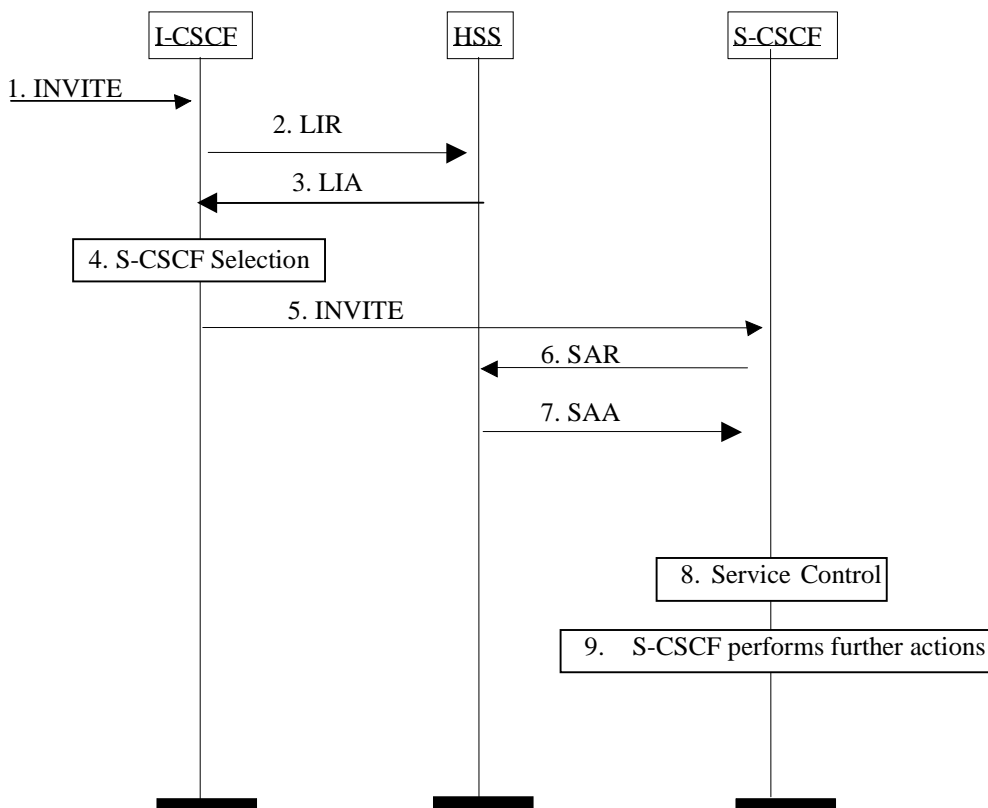 I-CSCF
HSS
S-CSCF
1. INVITE
2. LIR
3. LIA
4. S-CSCF Selection
5. INVITE
6. SAR
7. SAA
8. Service Control
9. S-CSCF performs further actions